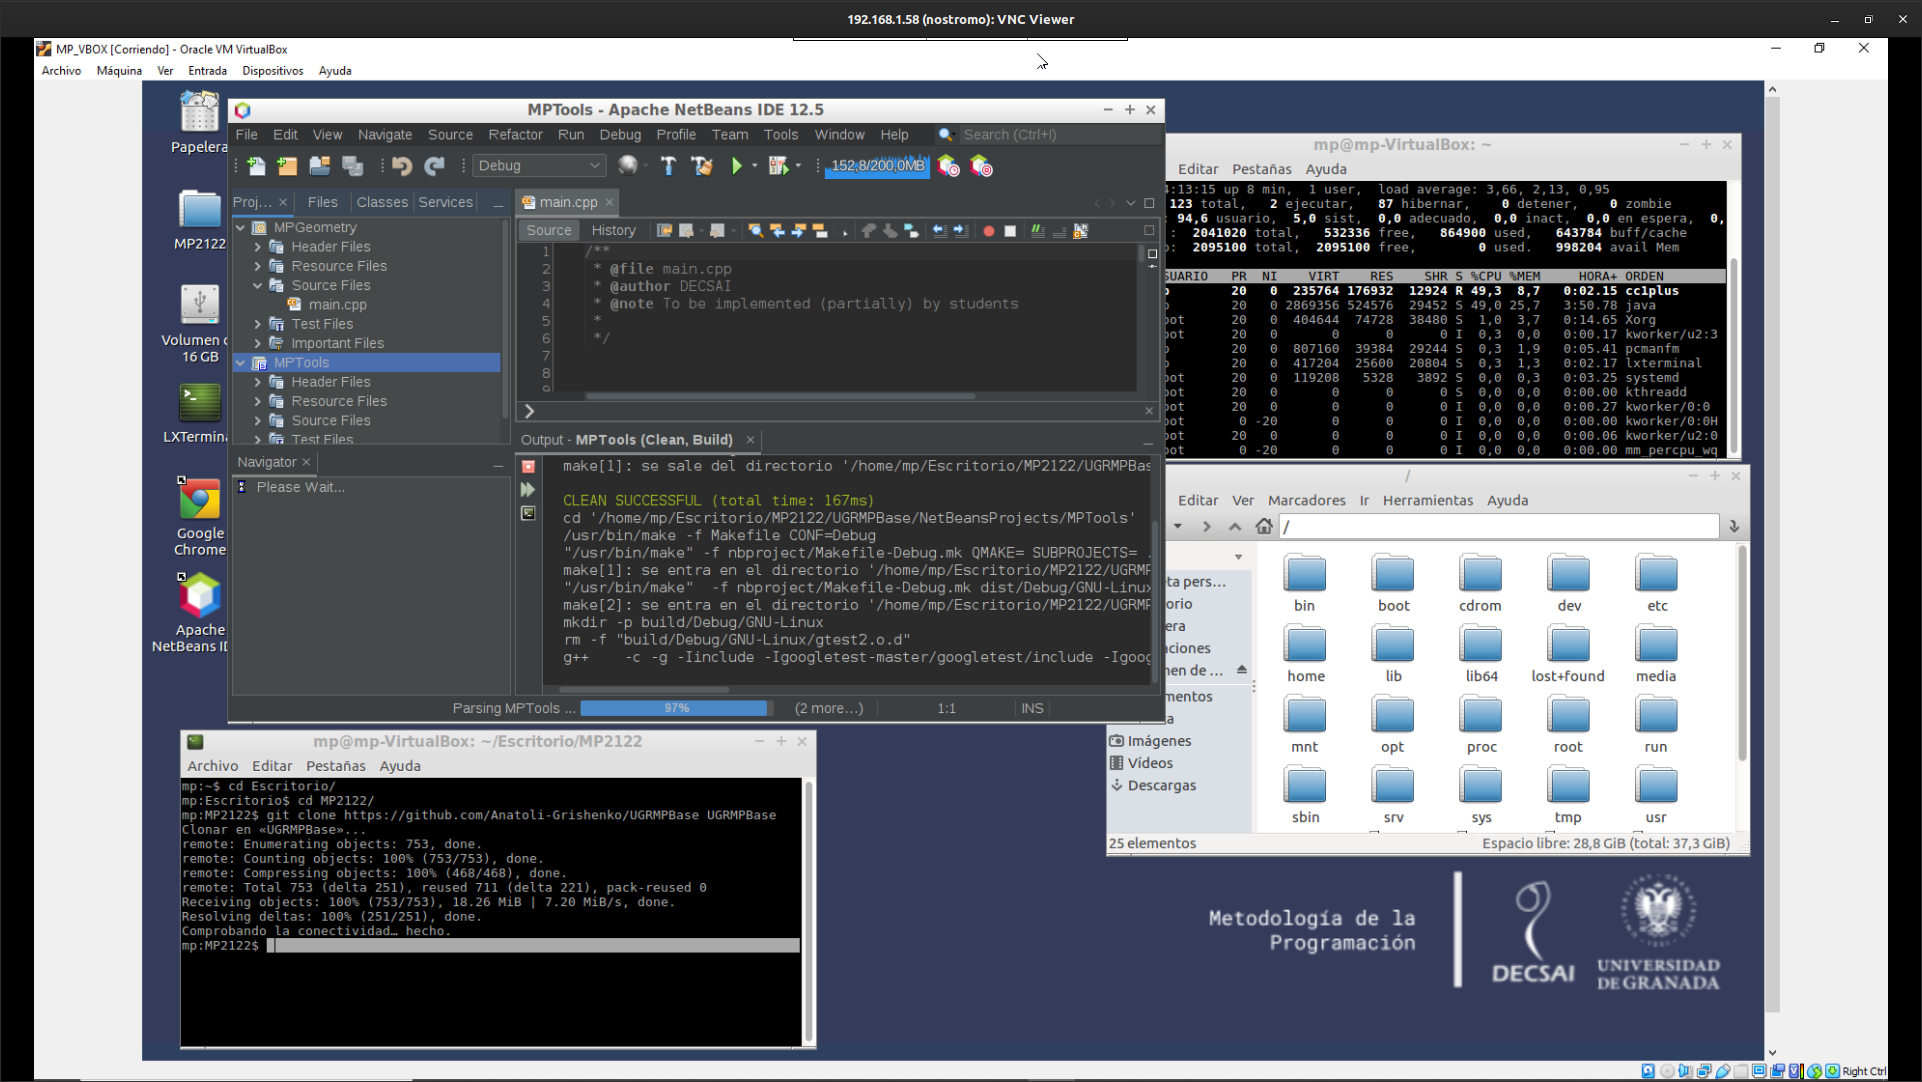 192.168.1.58 (nostromo): VNC Viewer
MP_VBOX [Corriendo] - Oracle VM VirtualBox
Archivo Máquina Ver Entrada Dispositivos Ayuda
Papelera
MP2122
Volumen
16 GB
Google
Chrome
Apache
MPTools - Apache NetBeans IDE 12.5
File Edit View Navigate Source Refactor Run Debug Profile Team Tools Window Help Search (Ctrl+I)
Debug
152,8/200,0MB
Proj... Files Classes Services
MPGeometry
Header Files
Resource Files
Source Files
main.cpp
Test Files
Important Files
MPTools
Header Files
Resource Files
Source Files
Test Files
Navigator
Please Wait...
main.cpp
Source History
1 /**
2 * @file main.cpp
3 * @author DECSAI
4 * @note To be implemented (partially) by students
5 *
6 */
7
8
9
Output - MPTools (Clean, Build)
make[1]: se sale del directorio '/home/mp/Escritorio/MP2122/UGRMPBas
CLEAN SUCCESSFUL (total time: 167ms)
cd '/home/mp/Escritorio/MP2122/UGRMPBase/NetBeansProjects/MPTools'
/usr/bin/make -f Makefile CONF=Debug
"/usr/bin/make" -f nbproject/Makefile-Debug.mk QMAKE= SUBPROJECTS= .
make[1]: se entra en el directorio '/home/mp/Escritorio/MP2122/UGRMP
"/usr/bin/make" -f nbproject/Makefile-Debug.mk dist/Debug/GNU-Linux
make[2]: se entra en el directorio '/home/mp/Escritorio/MP2122/UGRMP
mkdir -p build/Debug/GNU-Linux
rm -f "build/Debug/GNU-Linux/gtest2.o.d"
g++ -c -g -Iinclude -Igoogletest-master/googletest/include -Igoog
Parsing MPTools ... 97% (2 more...) 1:1 INS
mp@mp-VirtualBox: ~
Editar Pestañas Ayuda
:13:15 up 8 min, 1 user, load average: 3,66, 2,13, 0,95
123 total, 2 ejecutar, 87 hibernar, 0 detener, 0 zombie
94,6 usuario, 5,0 sist, 0,0 adecuado, 0,0 inact, 0,0 en espera, 0,
: 2041020 total, 532336 free, 864900 used, 643784 buff/cache
: 2095100 total, 2095100 free, 0 used. 998204 avail Mem
UARIO PR NI VIRT RES SHR S %CPU %MEM HORA+ ORDEN
20 0 235764 176932 12924 R 49,3 8,7 0:02.15 cc1plus
20 0 2869356 524576 29452 S 49,0 25,7 3:50.78 java
oot 20 0 404644 74728 38480 S 1,0 3,7 0:14.65 Xorg
oot 20 0 0 0 0 I 0,3 0,0 0:00.17 kworker/u2:3
20 0 807160 39384 29244 S 0,3 1,9 0:05.41 pcmanfm
20 0 417204 25600 20804 S 0,3 1,3 0:02.17 lxterminal
oot 20 0 119208 5328 3892 S 0,0 0,3 0:03.25 systemd
oot 20 0 0 0 0 S 0,0 0,0 0:00.00 kthreadd
oot 20 0 0 0 0 I 0,0 0,0 0:00.27 kworker/0:0
oot 0 -20 0 0 0 I 0,0 0,0 0:00.00 kworker/0:0H
oot 20 0 0 0 0 I 0,0 0,0 0:00.06 kworker/u2:0
oot 0 -20 0 0 0 I 0,0 0,0 0:00.00 mm_percpu_wq
/
Editar Ver Marcadores Ir Herramientas Ayuda
/
eta pers...
Imágenes
Vídeos
Descargas
bin boot cdrom dev etc
home lib lib64 lost+found media
mnt opt proc root run
sbin srv sys tmp usr
25 elementos Espacio libre: 28,8 GiB (total: 37,3 GiB)
mp@mp-VirtualBox: ~/Escritorio/MP2122
Archivo Editar Pestañas Ayuda
mp:~$ cd Escritorio/
mp:Escritorio$ cd MP2122/
mp:MP2122$ git clone https://github.com/Anatoli-Grishenko/UGRMPBase UGRMPBase
Clonar en «UGRMPBase»...
remote: Enumerating objects: 753, done.
remote: Counting objects: 100% (753/753), done.
remote: Compressing objects: 100% (468/468), done.
remote: Total 753 (delta 251), reused 711 (delta 221), pack-reused 0
Receiving objects: 100% (753/753), 18.26 MiB | 7.20 MiB/s, done.
Resolving deltas: 100% (251/251), done.
Comprobando la conectividad… hecho.
mp:MP2122$
Metodología de la
Programación
DECSAI
UNIVERSIDAD
DE GRANADA
Right Ctrl